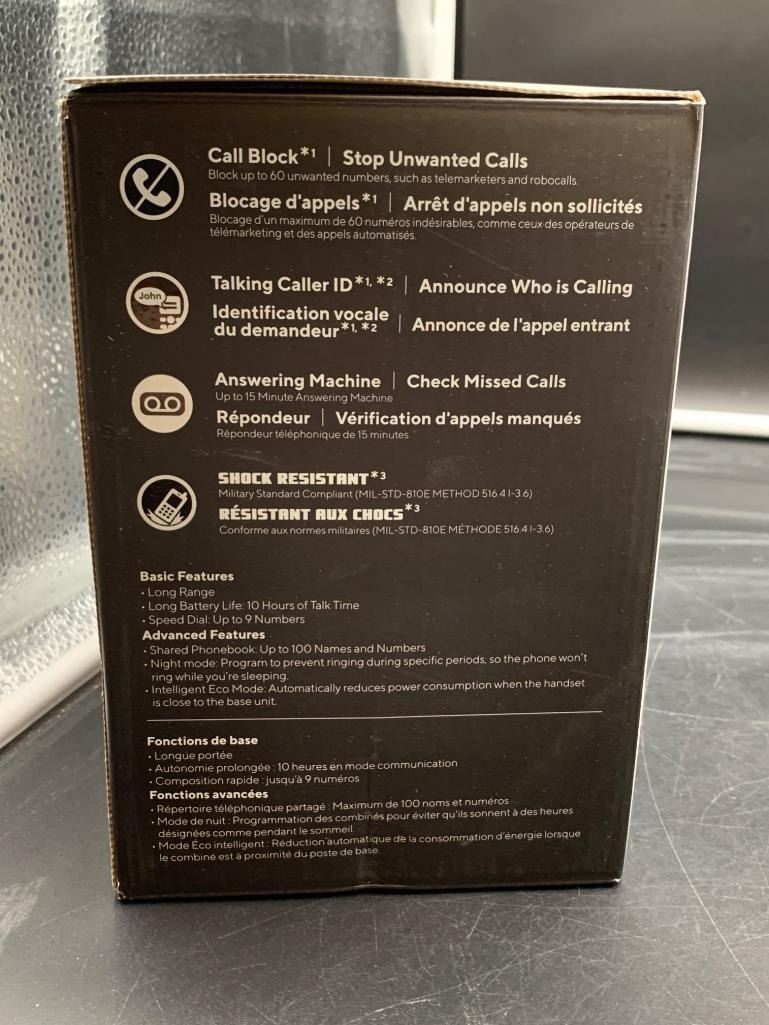 Call Block*1 | Stop Unwanted Calls
Block up to 60 unwanted numbers, such as telemarketers and robocalls.
Blocage d'appels*1 | Arrêt d'appels non sollicités
Blocage d'un maximum de 60 numéros indésirables, comme ceux des opérateurs de
télémarketing et des appels automatisés.
John
Talking Caller ID*1, *2 | Announce Who is Calling
Identification vocale
du demandeur*1, *2 | Annonce de l'appel entrant
Answering Machine | Check Missed Calls
Up to 15 Minute Answering Machine
Répondeur | Vérification d'appels manqués
Répondeur téléphonique de 15 minutes
SHOCK RESISTANT*3
Military Standard Compliant (MIL-STD-810E METHOD 516.4 I-3.6)
RÉSISTANT AUX CHOCS*3
Conforme aux normes militaires (MIL-STD-810E MÉTHODE 516.4 I-3.6)
Basic Features
• Long Range
• Long Battery Life: 10 Hours of Talk Time
• Speed Dial: Up to 9 Numbers
Advanced Features
• Shared Phonebook: Up to 100 Names and Numbers
• Night mode: Program to prevent ringing during specific periods, so the phone won't
ring while you're sleeping.
• Intelligent Eco Mode: Automatically reduces power consumption when the handset
is close to the base unit.
Fonctions de base
• Longue portée
• Autonomie prolongée : 10 heures en mode communication
• Composition rapide : jusqu'à 9 numéros
Fonctions avancées
• Répertoire téléphonique partagé : Maximum de 100 noms et numéros
• Mode de nuit : Programmation des combinés pour éviter qu'ils sonnent à des heures
désignées comme pendant le sommeil.
• Mode Éco intelligent : Réduction automatique de la consommation d'énergie lorsque
le combiné est à proximité du poste de base.